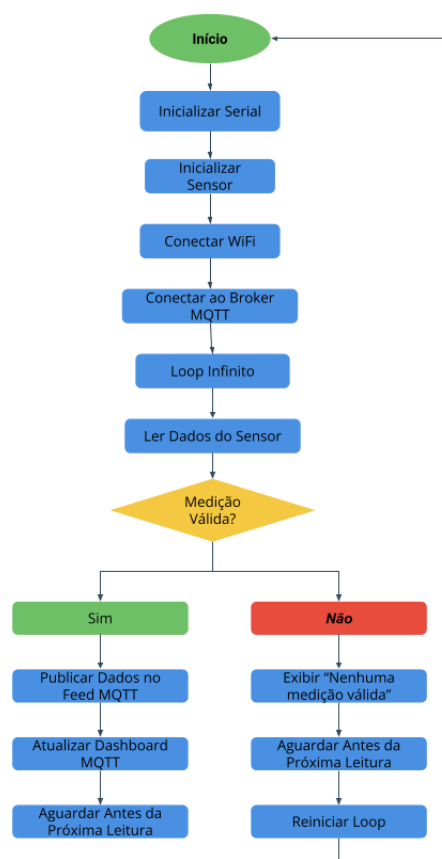 Início
Inicializar Serial
Inicializar
Sensor
Conectar WiFi
Conectar ao Broker
MQTT
Loop Infinito
Ler Dados do Sensor
Medição
Válida?
Sim
Publicar Dados no
Feed MQTT
Atualizar Dashboard
MQTT
Aguardar Antes da
Próxima Leitura
Não
Exibir “Nenhuma
medição válida”
Aguardar Antes da
Próxima Leitura
Reiniciar Loop